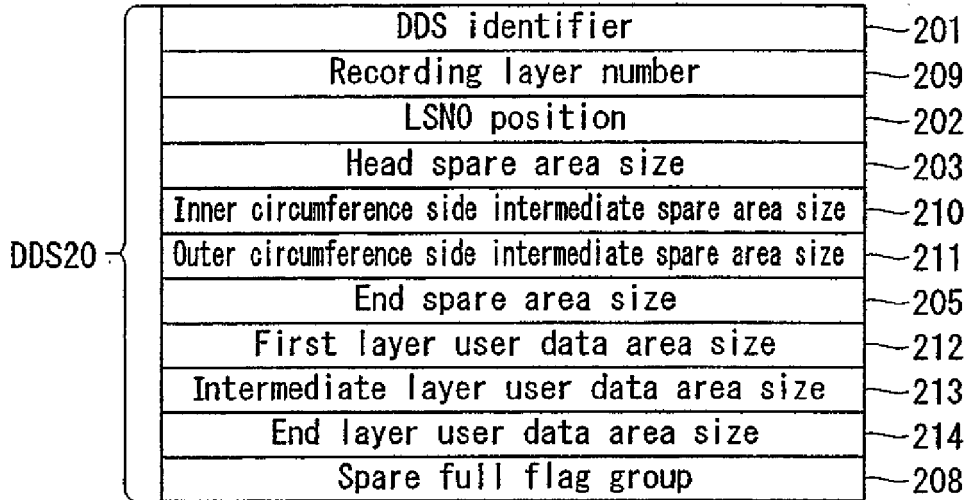 DDS identifier 201
Recording layer number 209
LSN0 position 202
Head spare area size 203
Inner circumference side intermediate spare area size 210
DDS20 Outer circumference side intermediate spare area size 211
End spare area size 205
First layer user data area size 212
Intermediate layer user data area size 213
End layer user data area size 214
Spare full flag group 208